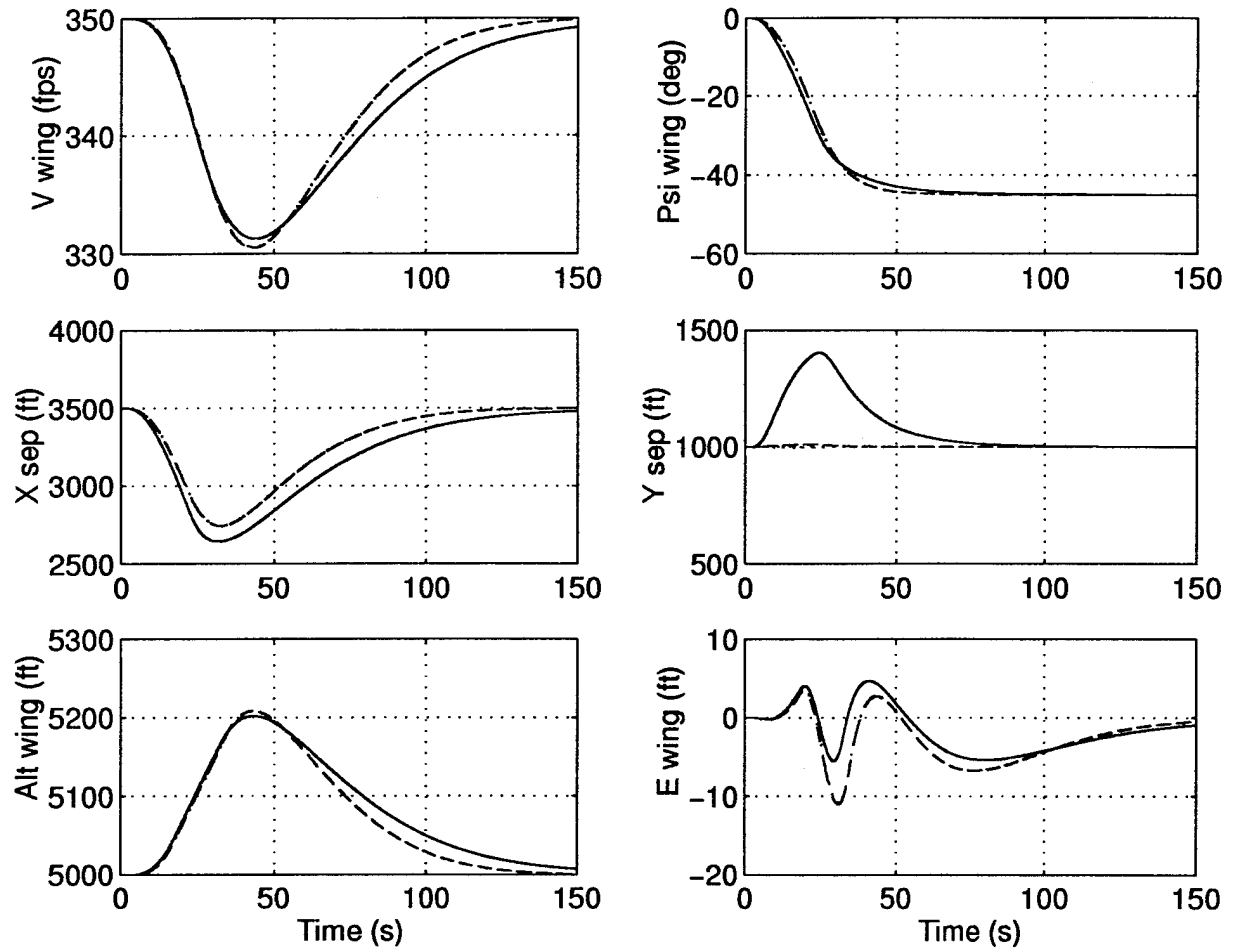 V wing (fps)
350
340
330
0 50 100 150
Psi wing (deg)
0
−20
−40
−60
0 50 100 150
X sep (ft)
4000
3500
3000
2500
0 50 100 150
Y sep (ft)
1500
1000
500
0 50 100 150
Alt wing (ft)
5300
5200
5100
5000
0 50 100 150
Time (s)
E wing (ft)
10
0
−10
−20
0 50 100 150
Time (s)